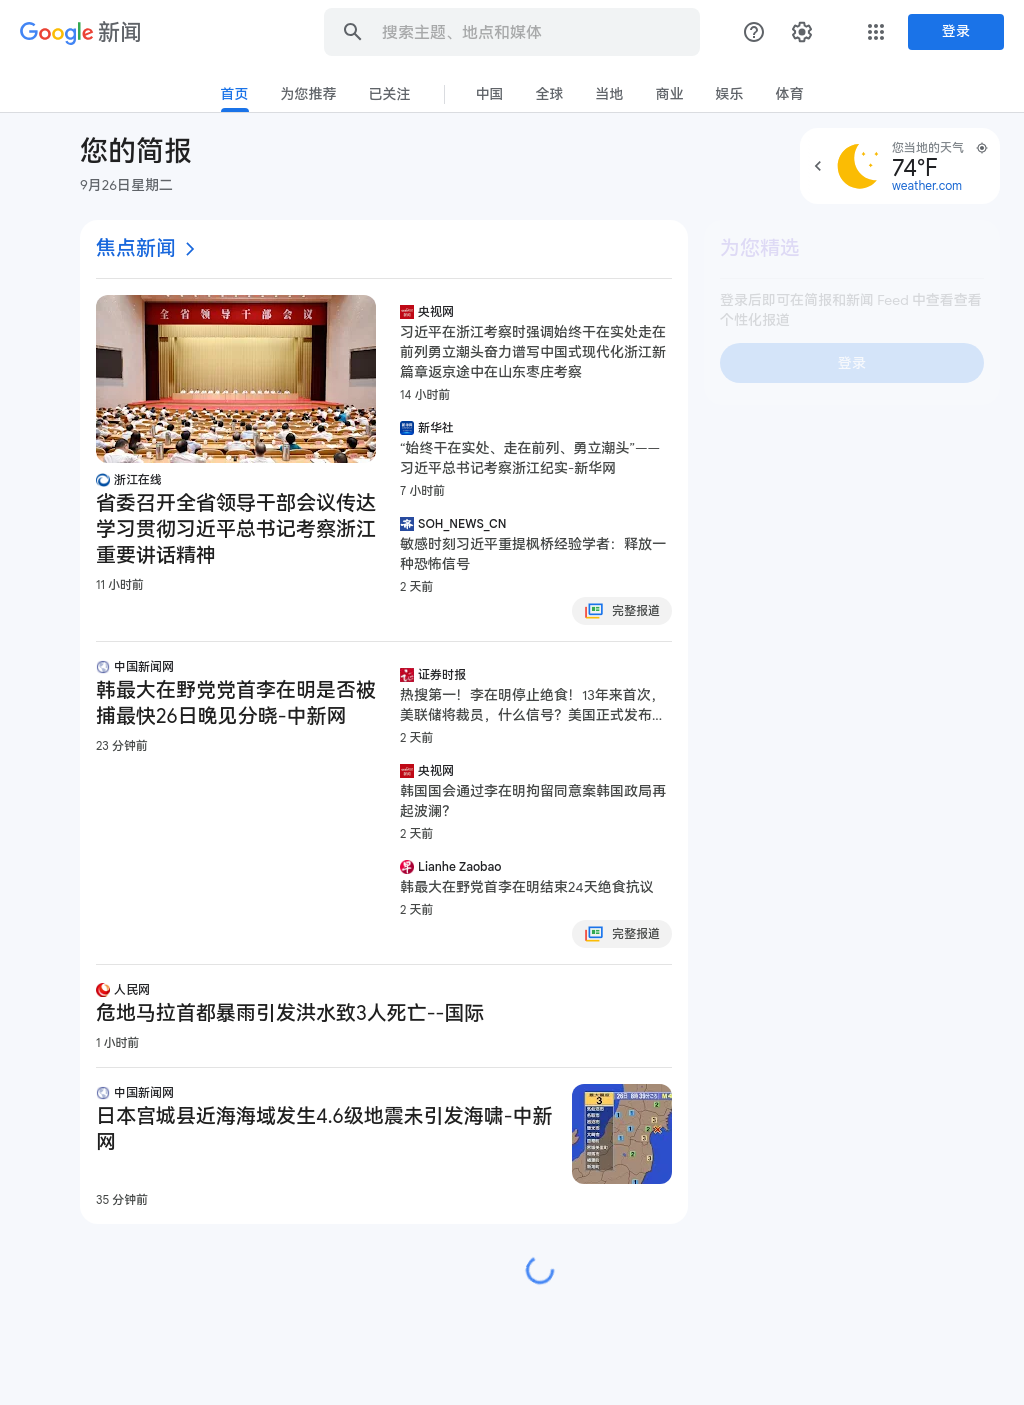 Google 新闻
搜索主题、地点和媒体
登录
首页 为您推荐 已关注 中国 全球 当地 商业 娱乐 体育
您的简报
9月26日星期二
您当地的天气
74°F
weather.com
焦点新闻
全省领导干部会议
浙江在线
省委召开全省领导干部会议传达
学习贯彻习近平总书记考察浙江
重要讲话精神
11 小时前
央视网
习近平在浙江考察时强调始终干在实处走在
前列勇立潮头奋力谱写中国式现代化浙江新
篇章返京途中在山东枣庄考察
14 小时前
新华社
“始终干在实处、走在前列、勇立潮头”——
习近平总书记考察浙江纪实-新华网
7 小时前
SOH_NEWS_CN
敏感时刻习近平重提枫桥经验学者：释放一
种恐怖信号
2 天前
完整报道
为您精选
登录后即可在简报和新闻 Feed 中查看查看
个性化报道
登录
中国新闻网
韩最大在野党党首李在明是否被
捕最快26日晚见分晓-中新网
23 分钟前
证券时报
热搜第一！李在明停止绝食！13年来首次，
美联储将裁员，什么信号？美国正式发布...
2 天前
央视网
韩国国会通过李在明拘留同意案韩国政局再
起波澜？
2 天前
Lianhe Zaobao
韩最大在野党首李在明结束24天绝食抗议
2 天前
完整报道
人民网
危地马拉首都暴雨引发洪水致3人死亡--国际
1 小时前
中国新闻网
日本宫城县近海海域发生4.6级地震未引发海啸-中新
网
35 分钟前